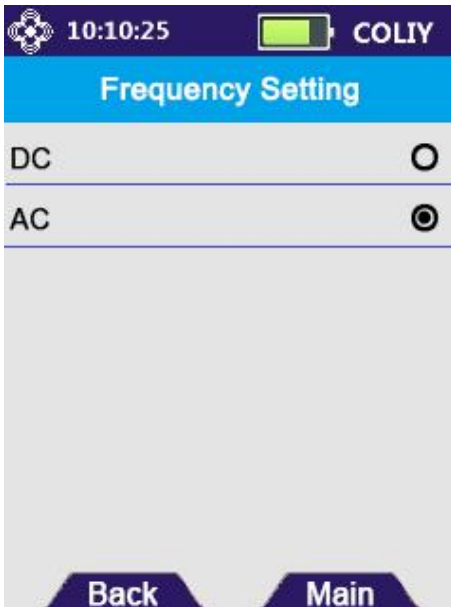 10:10:25 COLIY
Frequency Setting
DC
AC
Back Main